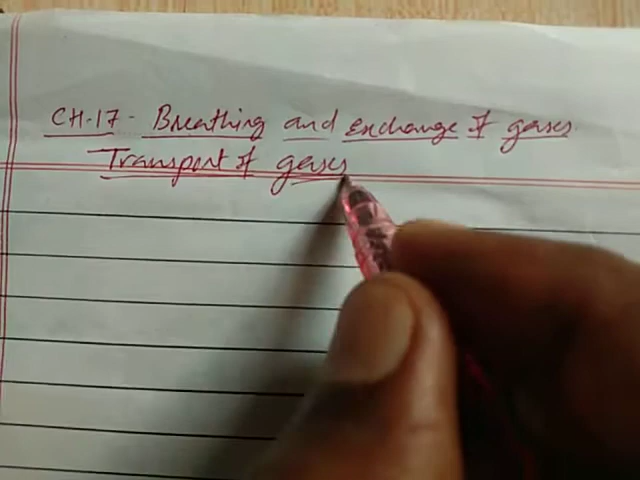 CH-17 - Breathing and exchange of gases.
Transport of gases